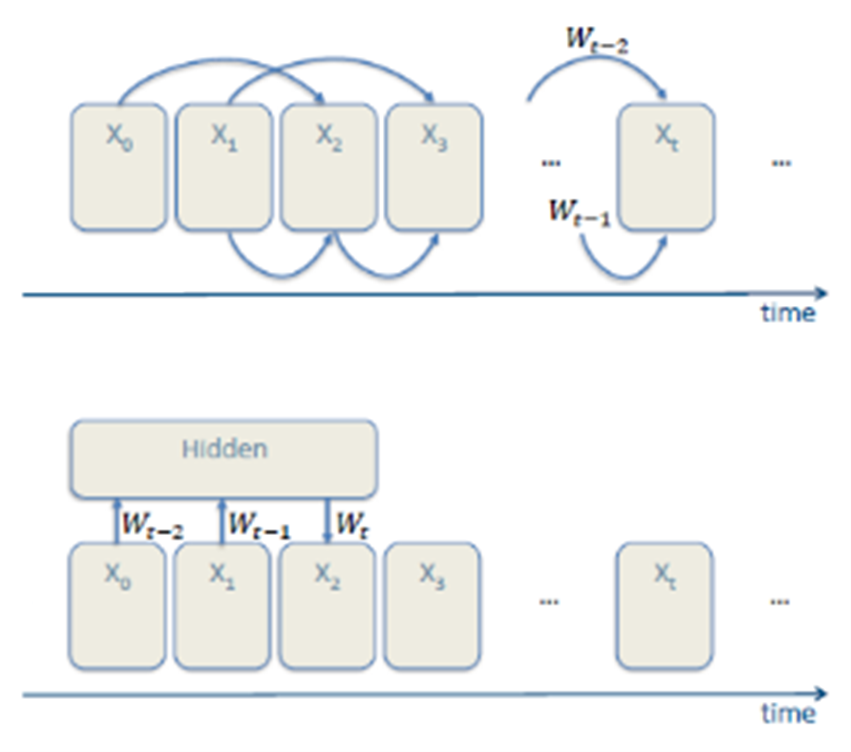 W_{t-2}
X_0 X_1 X_2 X_3 ... X_t ...
W_{t-1}
time
Hidden
W_{t-2} W_{t-1} W_t
X_0 X_1 X_2 X_3 ... X_t ...
time